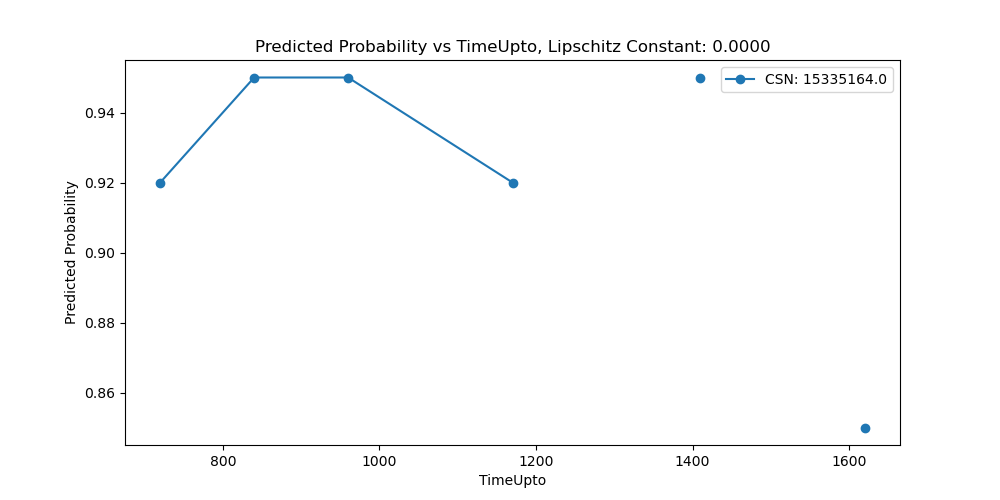 Predicted Probability vs TimeUpto, Lipschitz Constant: 0.0000
CSN: 15335164.0
Predicted Probability
0.94
0.92
0.90
0.88
0.86
800
1000
1200
1400
1600
TimeUpto